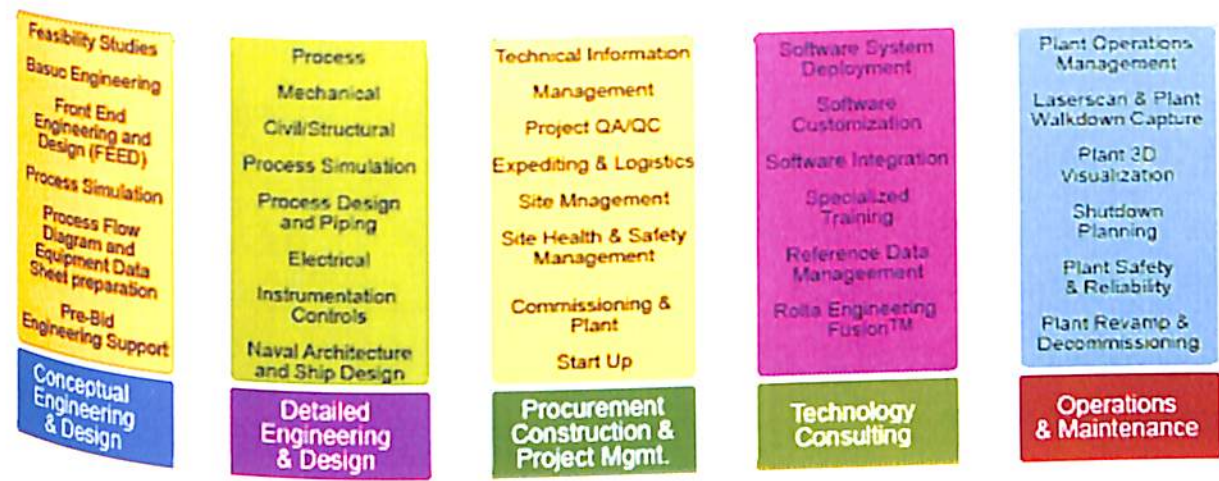 Feasibility Studies
Basuc Engineering
Front End
Engineering and
Design (FEED)
Process Simulation
Process Flow
Diagram and
Equipment Data
Sheet preparation
Pre-Bid
Engineering Support
Conceptual
Engineering
& Design
Process
Mechanical
Civil/Structural
Process Simulation
Process Design
and Piping
Electrical
Instrumentation
Controls
Naval Architecture
and Ship Design
Detailed
Engineering
& Design
Technical Information
Management
Project QA/QC
Expediting & Logistics
Site Mnagement
Site Health & Safety
Management
Commissioning &
Plant
Start Up
Procurement
Construction &
Project Mgmt.
Software System
Deployment
Software
Customization
Software Integration
Specialized
Training
Reference Data
Manageement
Rolta Engineering
Fusion™
Technology
Consulting
Plant Operations
Management
Laserscan & Plant
Walkdown Capture
Plant 3D
Visualization
Shutdown
Planning
Plant Safety
& Reliability
Plant Revamp &
Decommissioning
Operations
& Maintenance